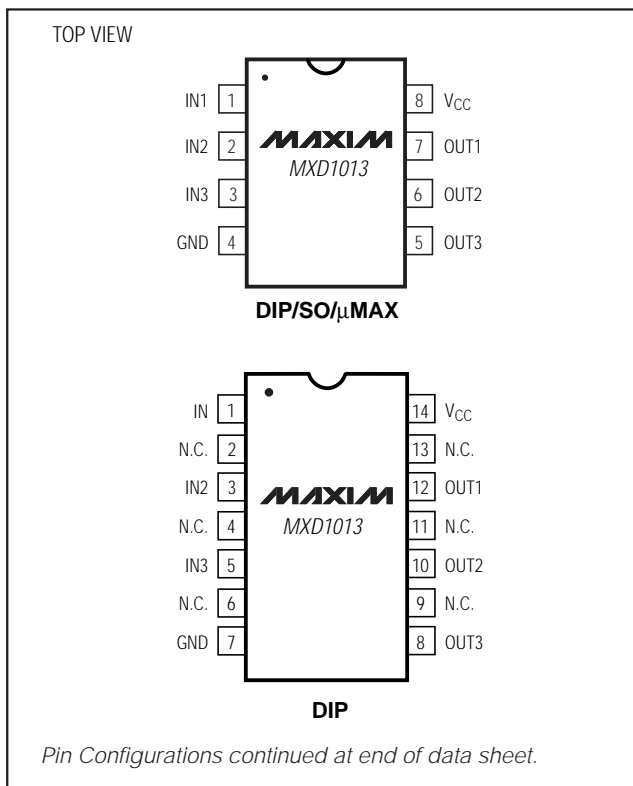 TOP VIEW
IN1 1 8 VCC
IN2 2 MAXIM 7 OUT1
MXD1013
IN3 3 6 OUT2
GND 4 5 OUT3
DIP/SO/µMAX
IN 1 14 VCC
N.C. 2 13 N.C.
IN2 3 MAXIM 12 OUT1
N.C. 4 MXD1013 11 N.C.
IN3 5 10 OUT2
N.C. 6 9 N.C.
GND 7 8 OUT3
DIP
Pin Configurations continued at end of data sheet.